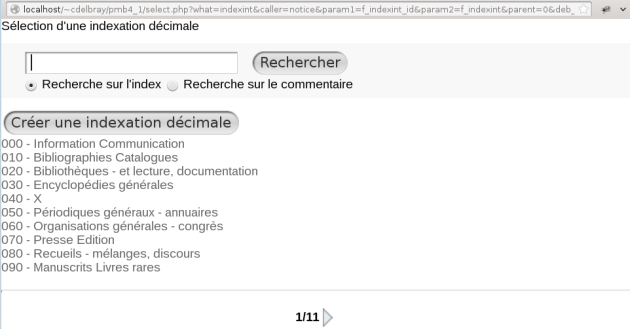 localhost/~cdelbray/pmb4_1/select.php?what=indexint&caller=notice&param1=f_indexint_id&param2=f_indexint&parent=0&deb_
Sélection d'une indexation décimale
Rechercher
Recherche sur l'index Recherche sur le commentaire
Créer une indexation décimale
000 - Information Communication
010 - Bibliographies Catalogues
020 - Bibliothèques - et lecture, documentation
030 - Encyclopédies générales
040 - X
050 - Périodiques généraux - annuaires
060 - Organisations générales - congrès
070 - Presse Edition
080 - Recueils - mélanges, discours
090 - Manuscrits Livres rares
1/11